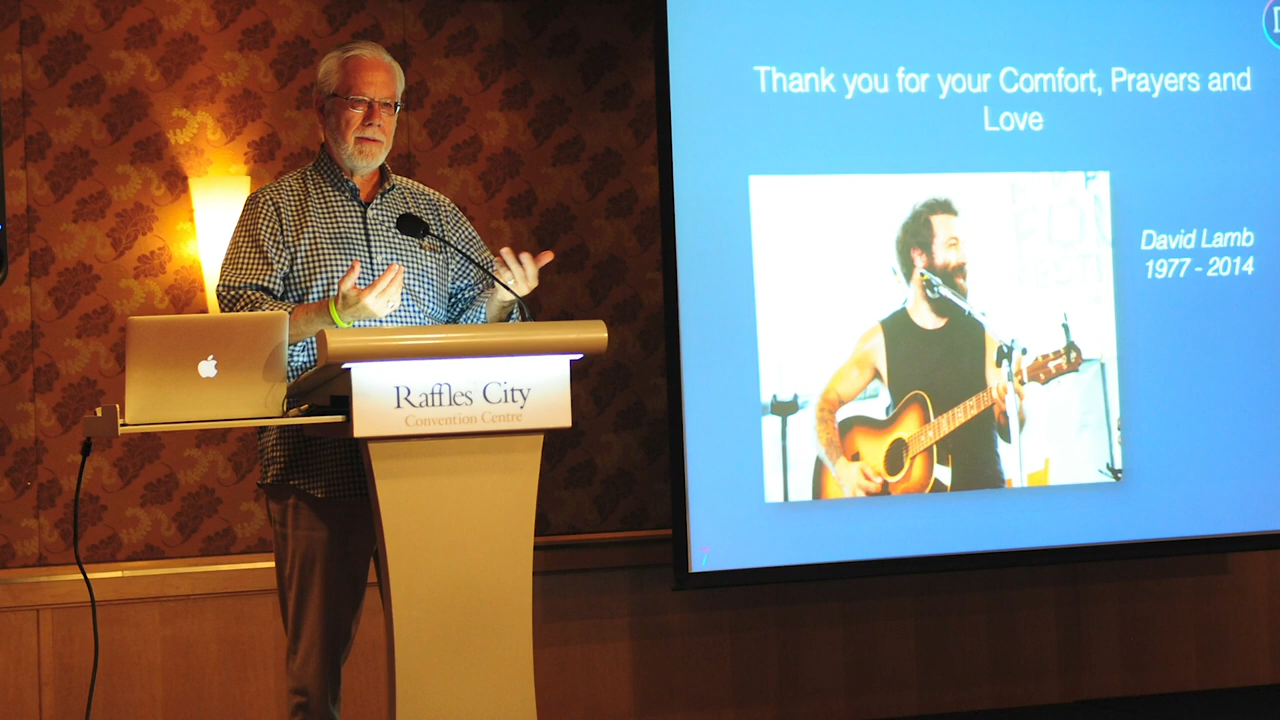 Thank you for your Comfort, Prayers and
Love
David Lamb
1977 - 2014
Raffles City
Convention Centre